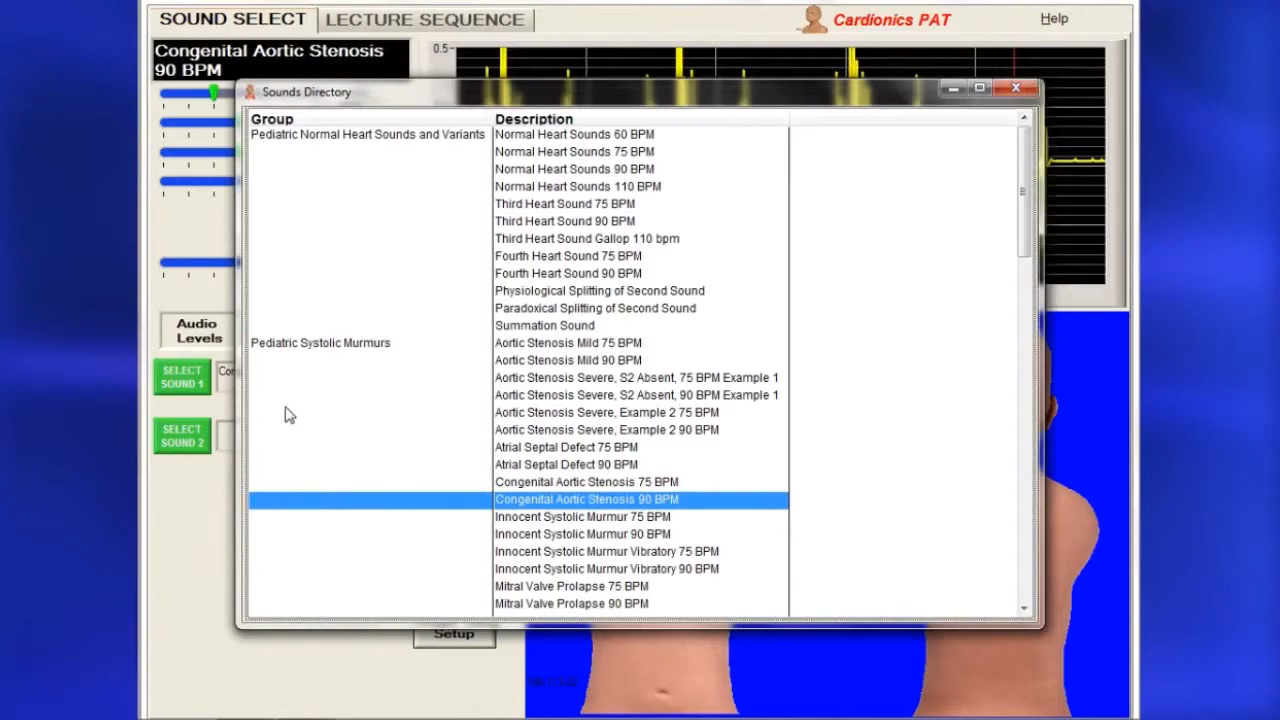 SOUND SELECT
LECTURE SEQUENCE
Cardionics PAT
Help
Congenital Aortic Stenosis
90 BPM
0.5
Sounds Directory
Group
Description
Pediatric Normal Heart Sounds and Variants
Normal Heart Sounds 60 BPM
Normal Heart Sounds 75 BPM
Normal Heart Sounds 90 BPM
Normal Heart Sounds 110 BPM
Third Heart Sound 75 BPM
Third Heart Sound 90 BPM
Third Heart Sound Gallop 110 bpm
Fourth Heart Sound 75 BPM
Fourth Heart Sound 90 BPM
Physiological Splitting of Second Sound
Paradoxical Splitting of Second Sound
Summation Sound
Pediatric Systolic Murmurs
Aortic Stenosis Mild 75 BPM
Aortic Stenosis Mild 90 BPM
Aortic Stenosis Severe, S2 Absent, 75 BPM Example 1
Aortic Stenosis Severe, S2 Absent, 90 BPM Example 1
Aortic Stenosis Severe, Example 2 75 BPM
Aortic Stenosis Severe, Example 2 90 BPM
Atrial Septal Defect 75 BPM
Atrial Septal Defect 90 BPM
Congenital Aortic Stenosis 75 BPM
Congenital Aortic Stenosis 90 BPM
Innocent Systolic Murmur 75 BPM
Innocent Systolic Murmur 90 BPM
Innocent Systolic Murmur Vibratory 75 BPM
Innocent Systolic Murmur Vibratory 90 BPM
Mitral Valve Prolapse 75 BPM
Mitral Valve Prolapse 90 BPM
Audio
Levels
SELECT
SOUND 1
Con
SELECT
SOUND 2
Setup